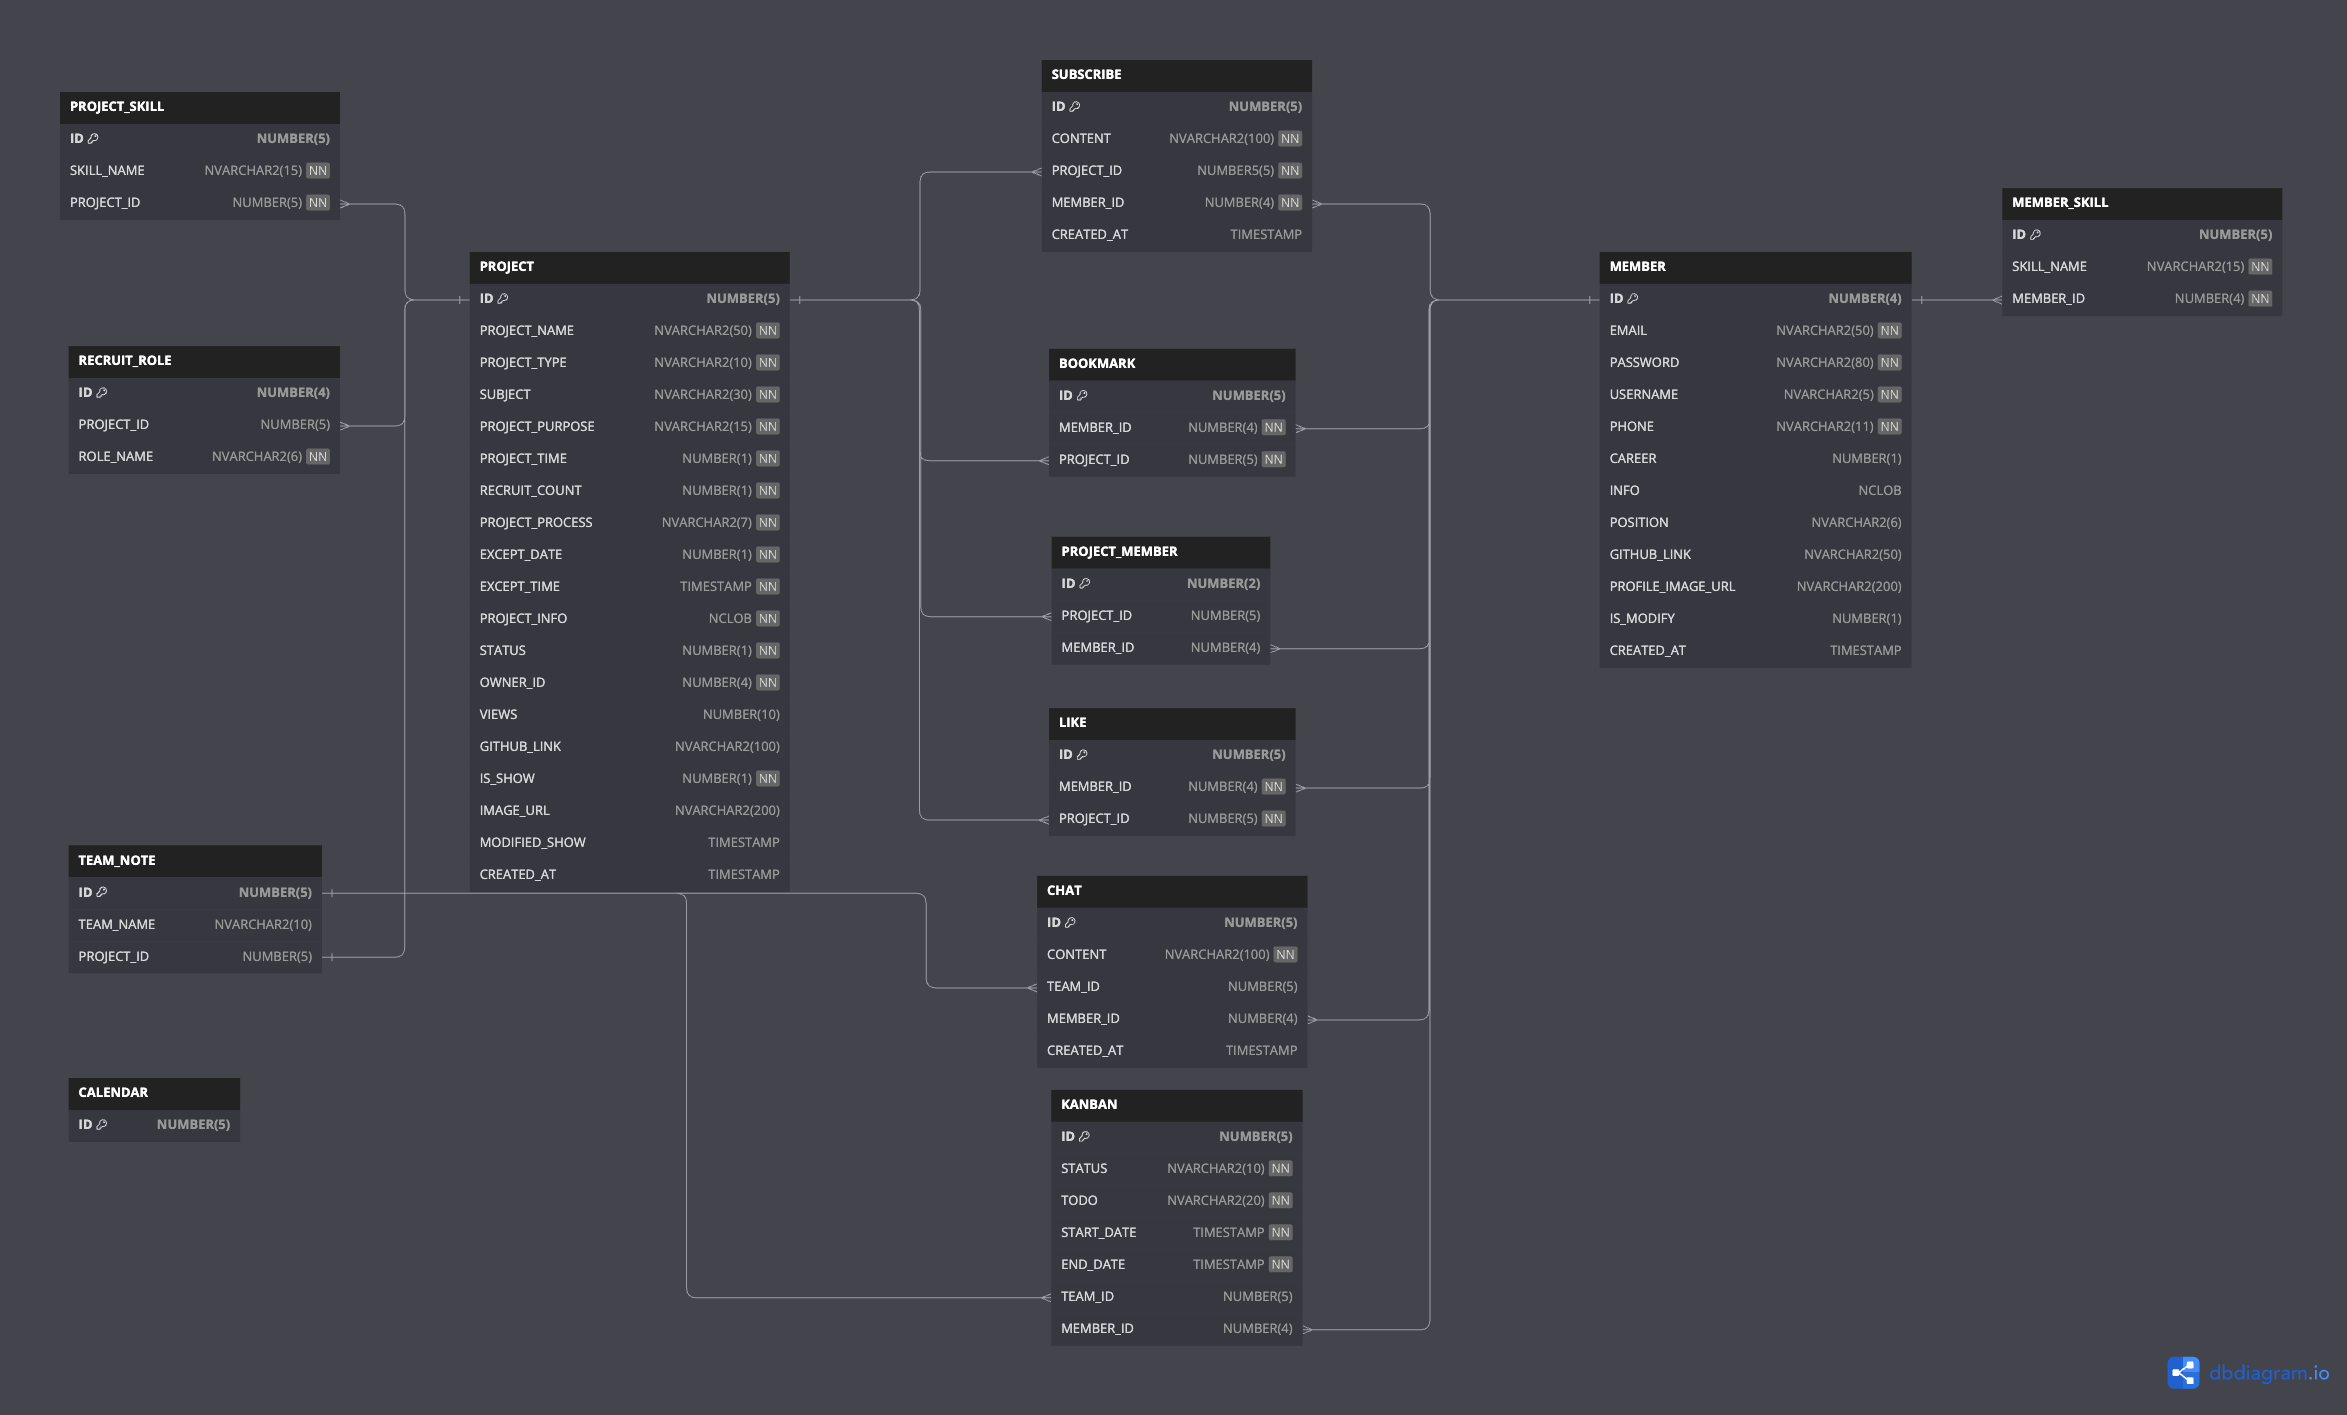 PROJECT_SKILL
ID NUMBER(5)
SKILL_NAME NVARCHAR2(15) NN
PROJECT_ID NUMBER(5) NN
RECRUIT_ROLE
ID NUMBER(4)
PROJECT_ID NUMBER(5)
ROLE_NAME NVARCHAR2(6) NN
TEAM_NOTE
ID NUMBER(5)
TEAM_NAME NVARCHAR2(10)
PROJECT_ID NUMBER(5)
CALENDAR
ID NUMBER(5)
PROJECT
ID NUMBER(5)
PROJECT_NAME NVARCHAR2(50) NN
PROJECT_TYPE NVARCHAR2(10) NN
SUBJECT NVARCHAR2(30) NN
PROJECT_PURPOSE NVARCHAR2(15) NN
PROJECT_TIME NUMBER(1) NN
RECRUIT_COUNT NUMBER(1) NN
PROJECT_PROCESS NVARCHAR2(7) NN
EXCEPT_DATE NUMBER(1) NN
EXCEPT_TIME TIMESTAMP NN
PROJECT_INFO NCLOB NN
STATUS NUMBER(1) NN
OWNER_ID NUMBER(4) NN
VIEWS NUMBER(10)
GITHUB_LINK NVARCHAR2(100)
IS_SHOW NUMBER(1) NN
IMAGE_URL NVARCHAR2(200)
MODIFIED_SHOW TIMESTAMP
CREATED_AT TIMESTAMP
SUBSCRIBE
ID NUMBER(5)
CONTENT NVARCHAR2(100) NN
PROJECT_ID NUMBER5(5) NN
MEMBER_ID NUMBER(4) NN
CREATED_AT TIMESTAMP
BOOKMARK
ID NUMBER(5)
MEMBER_ID NUMBER(4) NN
PROJECT_ID NUMBER(5) NN
PROJECT_MEMBER
ID NUMBER(2)
PROJECT_ID NUMBER(5)
MEMBER_ID NUMBER(4)
LIKE
ID NUMBER(5)
MEMBER_ID NUMBER(4) NN
PROJECT_ID NUMBER(5) NN
CHAT
ID NUMBER(5)
CONTENT NVARCHAR2(100) NN
TEAM_ID NUMBER(5)
MEMBER_ID NUMBER(4)
CREATED_AT TIMESTAMP
KANBAN
ID NUMBER(5)
STATUS NVARCHAR2(10) NN
TODO NVARCHAR2(20) NN
START_DATE TIMESTAMP NN
END_DATE TIMESTAMP NN
TEAM_ID NUMBER(5)
MEMBER_ID NUMBER(4)
MEMBER
ID NUMBER(4)
EMAIL NVARCHAR2(50) NN
PASSWORD NVARCHAR2(80) NN
USERNAME NVARCHAR2(5) NN
PHONE NVARCHAR2(11) NN
CAREER NUMBER(1)
INFO NCLOB
POSITION NVARCHAR2(6)
GITHUB_LINK NVARCHAR2(50)
PROFILE_IMAGE_URL NVARCHAR2(200)
IS_MODIFY NUMBER(1)
CREATED_AT TIMESTAMP
MEMBER_SKILL
ID NUMBER(5)
SKILL_NAME NVARCHAR2(15) NN
MEMBER_ID NUMBER(4) NN
dbdiagram.io